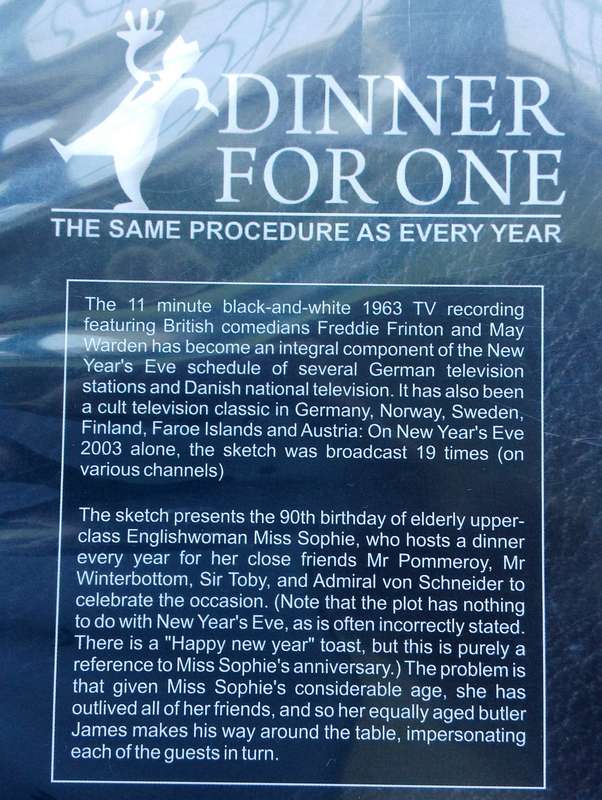 DINNER
FOR ONE
THE SAME PROCEDURE AS EVERY YEAR
The 11 minute black-and-white 1963 TV recording
featuring British comedians Freddie Frinton and May
Warden has become an integral component of the New
Year's Eve schedule of several German television
stations and Danish national television. It has also been
a cult television classic in Germany, Norway, Sweden,
Finland, Faroe Islands and Austria: On New Year's Eve
2003 alone, the sketch was broadcast 19 times (on
various channels)
The sketch presents the 90th birthday of elderly upper-
class Englishwoman Miss Sophie, who hosts a dinner
every year for her close friends Mr Pommeroy, Mr
Winterbottom, Sir Toby, and Admiral von Schneider to
celebrate the occasion. (Note that the plot has nothing
to do with New Year's Eve, as is often incorrectly stated.
There is a "Happy new year" toast, but this is purely a
reference to Miss Sophie's anniversary.) The problem is
that given Miss Sophie's considerable age, she has
outlived all of her friends, and so her equally aged butler
James makes his way around the table, impersonating
each of the guests in turn.